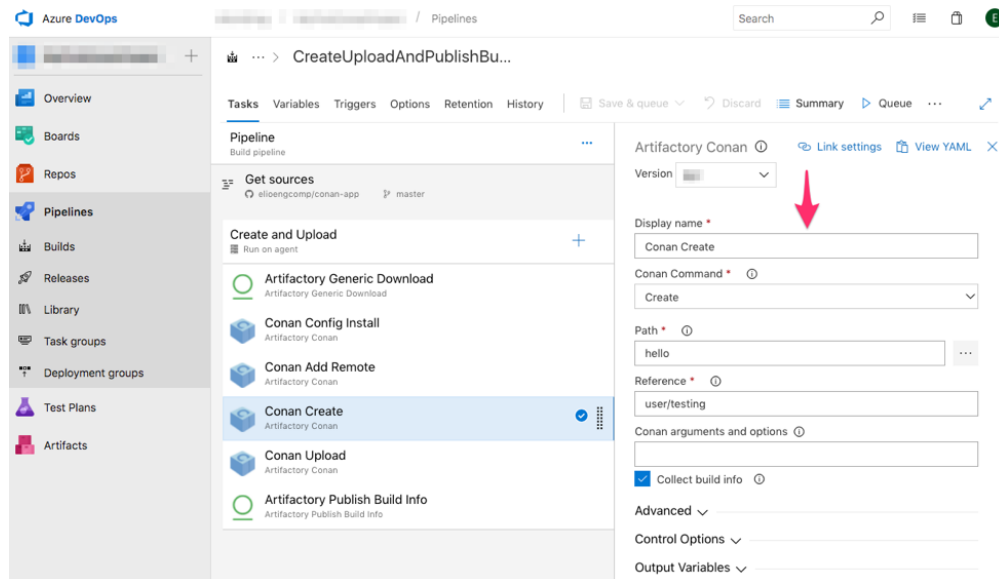 Azure DevOps
/
/ Pipelines
Search
E
Overview
Boards
Repos
Pipelines
Builds
Releases
Library
Task groups
Deployment groups
Test Plans
Artifacts
... > CreateUploadAndPublishBu...
Tasks Variables Triggers Options Retention History Save & queue Discard Summary Queue ...
Pipeline
Build pipeline
...
Get sources
elioengcomp/conan-app master
Create and Upload
Run on agent
Artifactory Generic Download
Artifactory Generic Download
Conan Config Install
Artifactory Conan
Conan Add Remote
Artifactory Conan
Conan Create
Artifactory Conan
Conan Upload
Artifactory Conan
Artifactory Publish Build Info
Artifactory Publish Build Info
Artifactory Conan Link settings View YAML
Version
Display name *
Conan Create
Conan Command *
Create
Path *
hello
...
Reference *
user/testing
Conan arguments and options
Collect build info
Advanced
Control Options
Output Variables